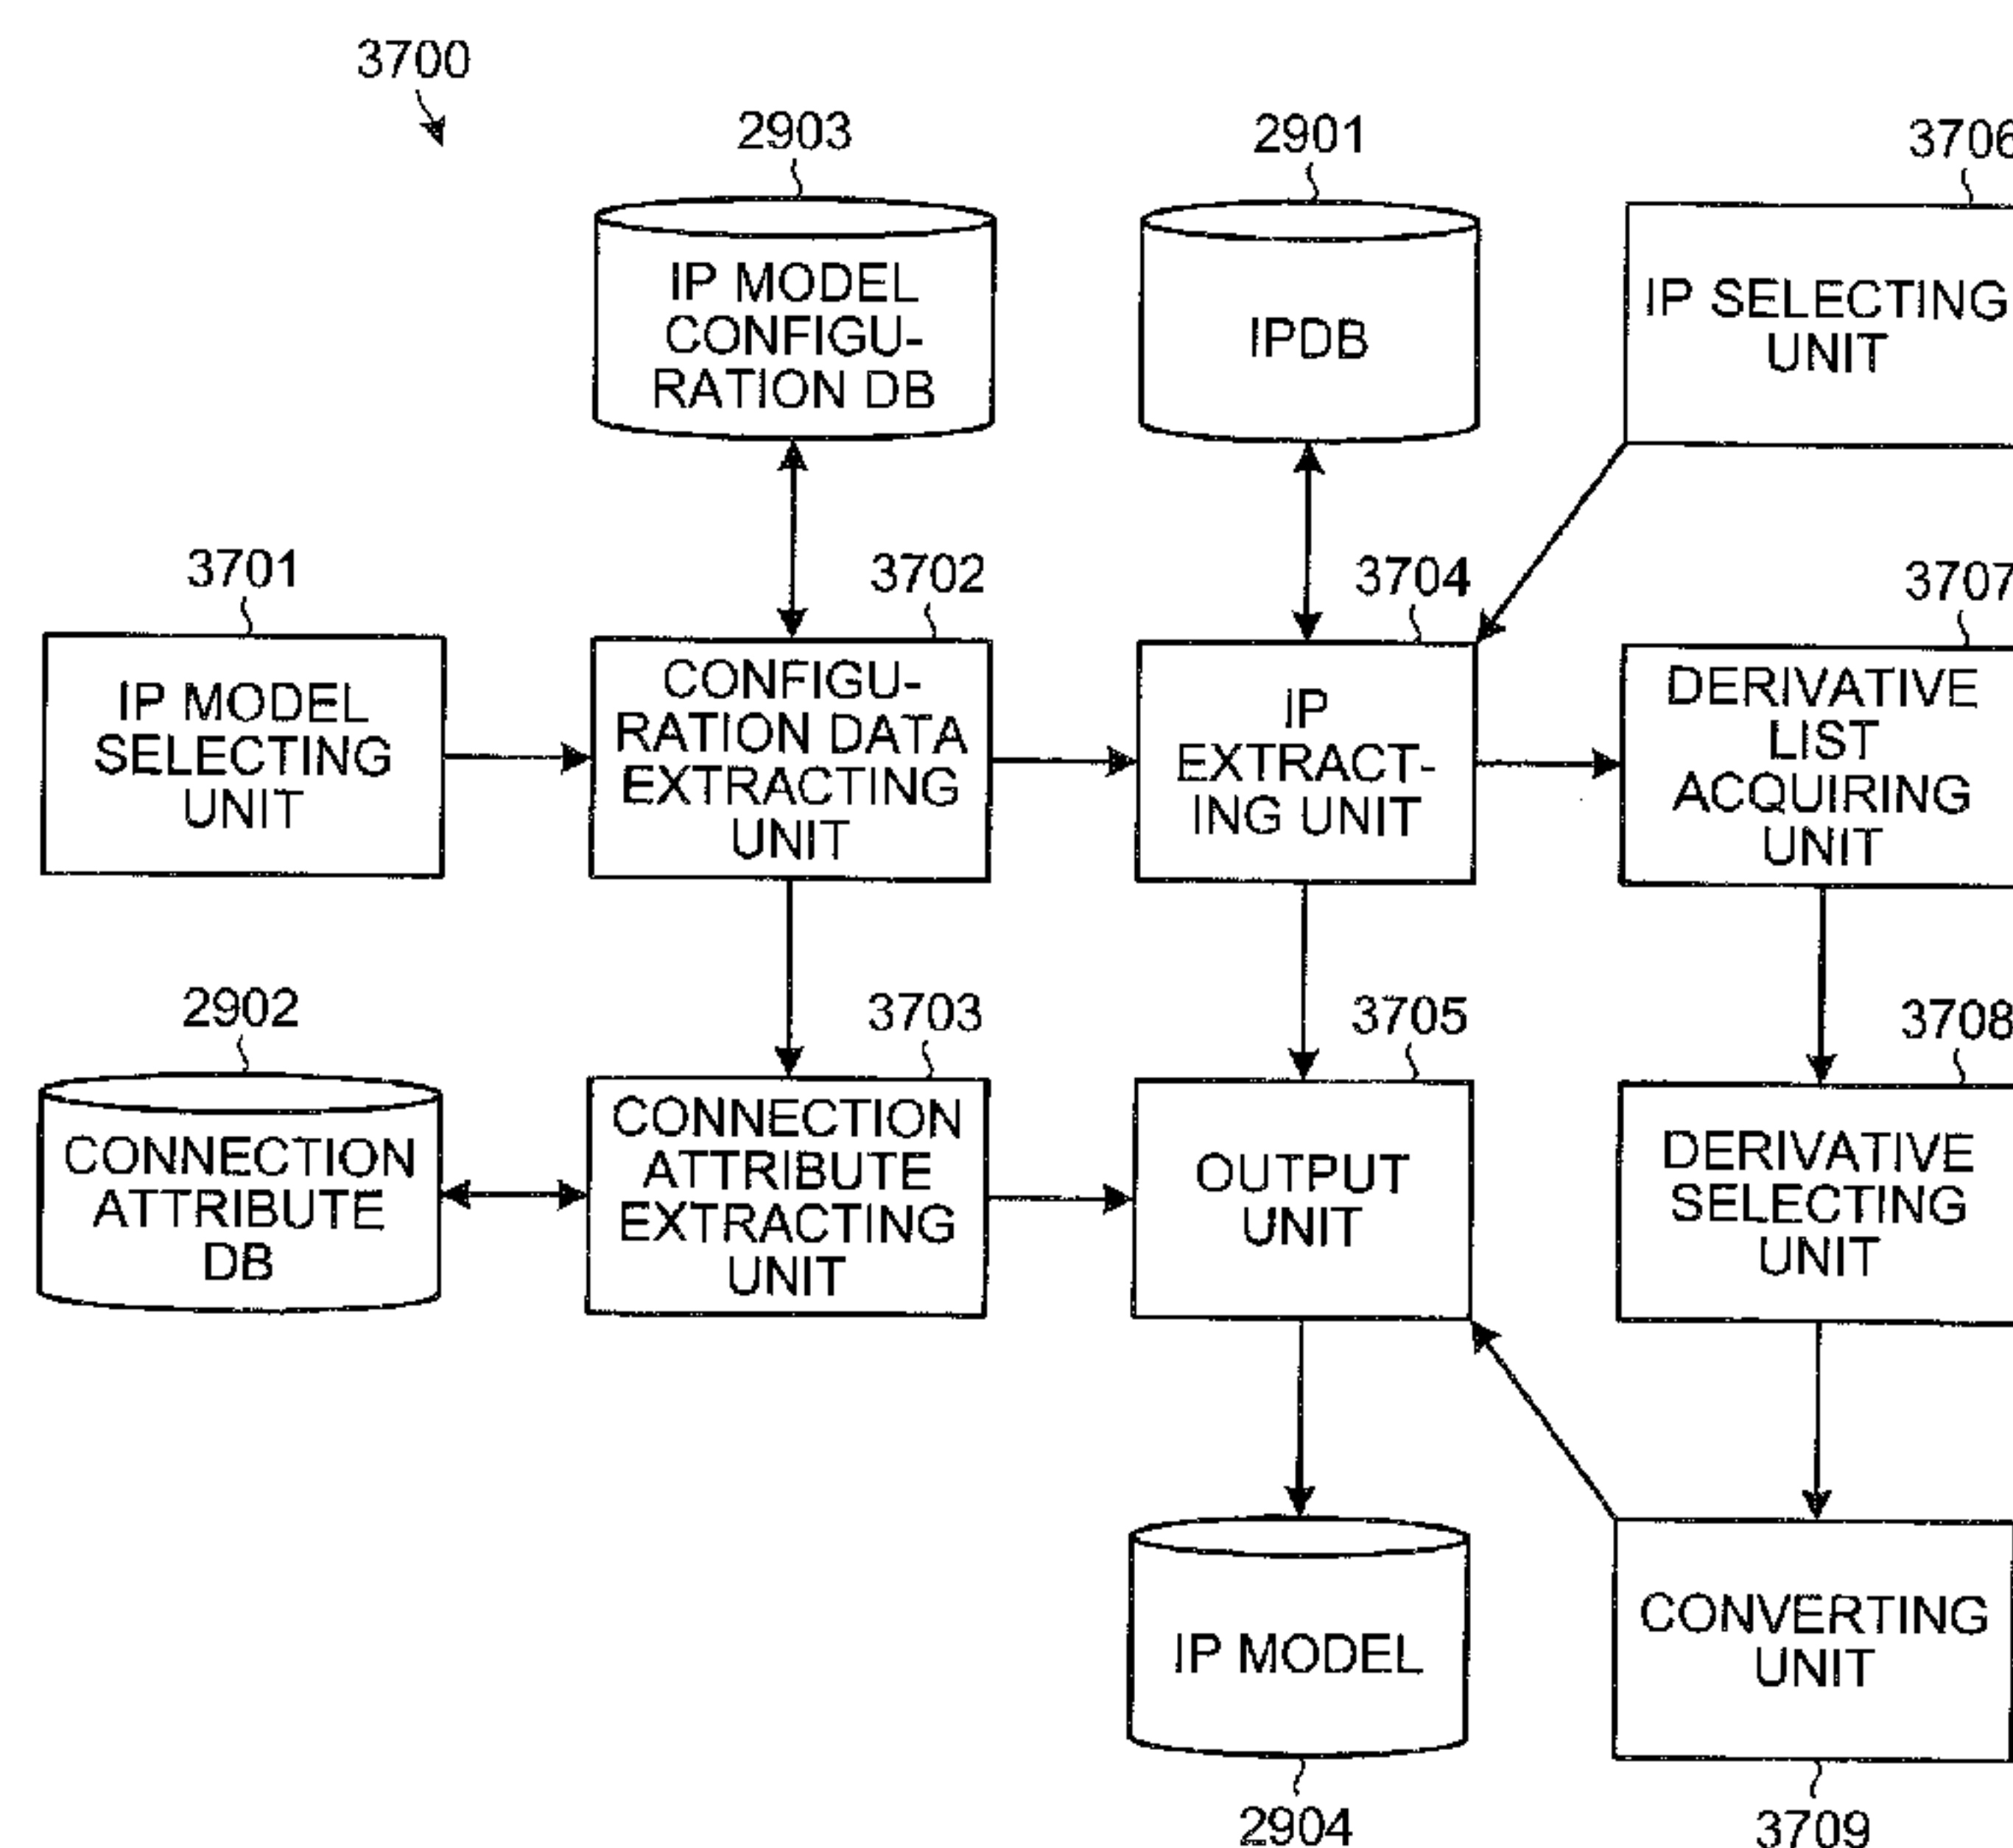 3700
2903
IP MODEL
CONFIGU-
RATION DB
2901
IPDB
3706
IP SELECTING
UNIT
3701
IP MODEL
SELECTING
UNIT
3702
CONFIGU-
RATION DATA
EXTRACTING
UNIT
3704
IP
EXTRACT-
ING UNIT
3707
DERIVATIVE
LIST
ACQUIRING
UNIT
2902
CONNECTION
ATTRIBUTE
DB
3703
CONNECTION
ATTRIBUTE
EXTRACTING
UNIT
3705
OUTPUT
UNIT
3708
DERIVATIVE
SELECTING
UNIT
IP MODEL
2904
CONVERTING
UNIT
3709